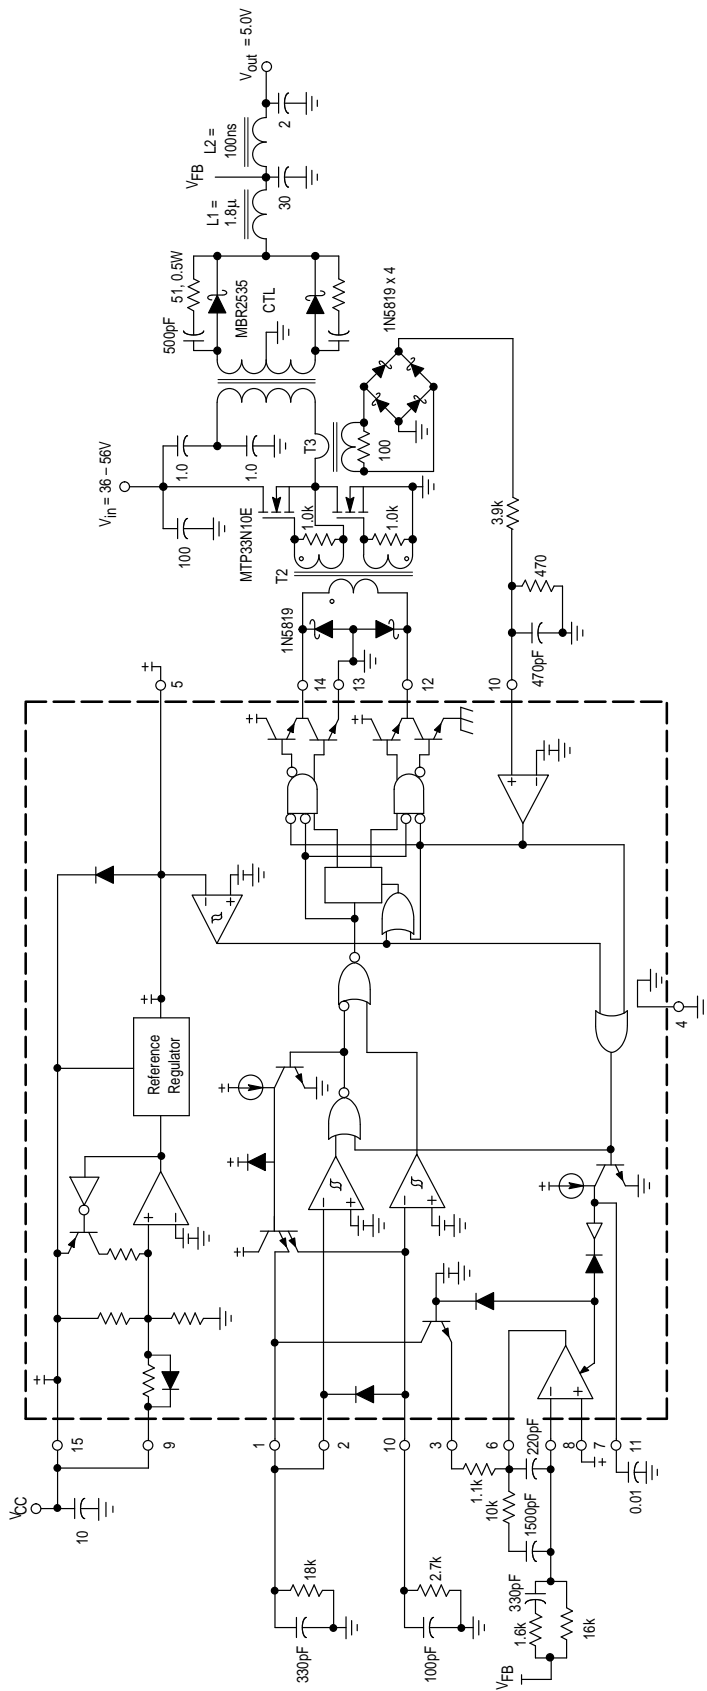 Vout = 5.0V
2
L2 =
100ns
VFB
30
L1 =
1.8µ
51, 0.5W
MBR2535
CTL
500pF
1N5819 x 4
100
T3
Vin = 36 – 56V
1.0
1.0
100
MTP33N10E
1.0k
1.0k
T2
3.9k
470
470pF
1N5819
5
14
13
12
10
+
–
–
+
4
Reference
Regulator
+
–
–
+
–
+
–
+
15
9
1
2
10
3
6
8
7
11
VCC
10
18k
330pF
2.7k
100pF
1.1k
10k
220pF
1500pF
0.01
330pF
1.6k
16k
VFB